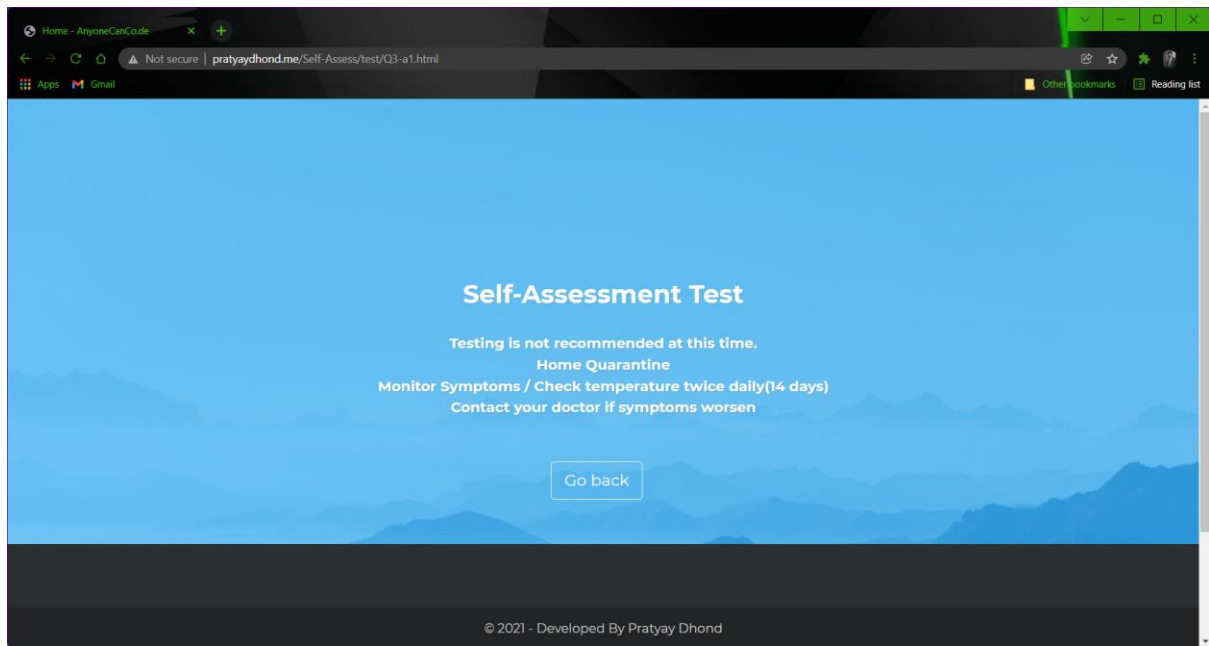 Home - AnyoneCanCo.de
Not secure | pratyaydhond.me/Self-Assess/test/Q3-a1.html
Apps Gmail Other bookmarks Reading list
Self-Assessment Test
Testing is not recommended at this time.
Home Quarantine
Monitor Symptoms / Check temperature twice daily(14 days)
Contact your doctor if symptoms worsen
Go back
© 2021 - Developed By Pratyay Dhond